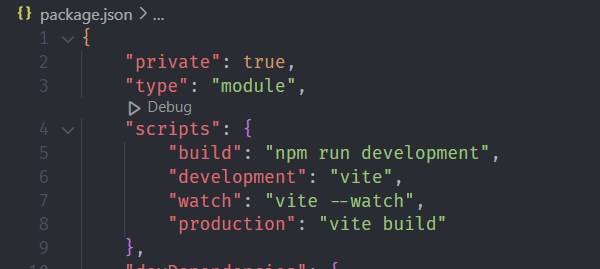 {} package.json > ...
1 {
2 "private": true,
3 "type": "module",
Debug
4 "scripts": {
5 "build": "npm run development",
6 "development": "vite",
7 "watch": "vite --watch",
8 "production": "vite build"
9 },
10 "devDependencies": {